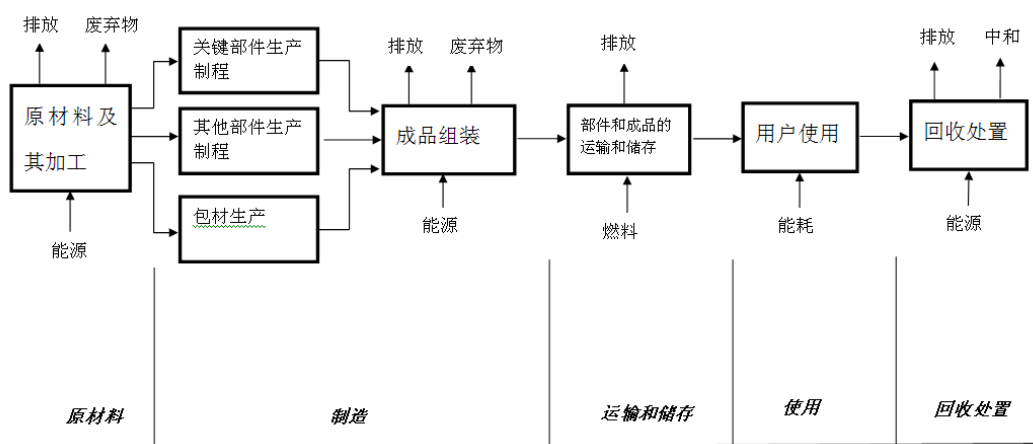 排放
废弃物
原材料及
其加工
能源
关键部件生产
制程
其他部件生产
制程
包材生产
排放
废弃物
成品组装
能源
排放
部件和成品的
运输和储存
燃料
用户使用
能耗
排放
中和
回收处置
能源
原材料
制造
运输和储存
使用
回收处置